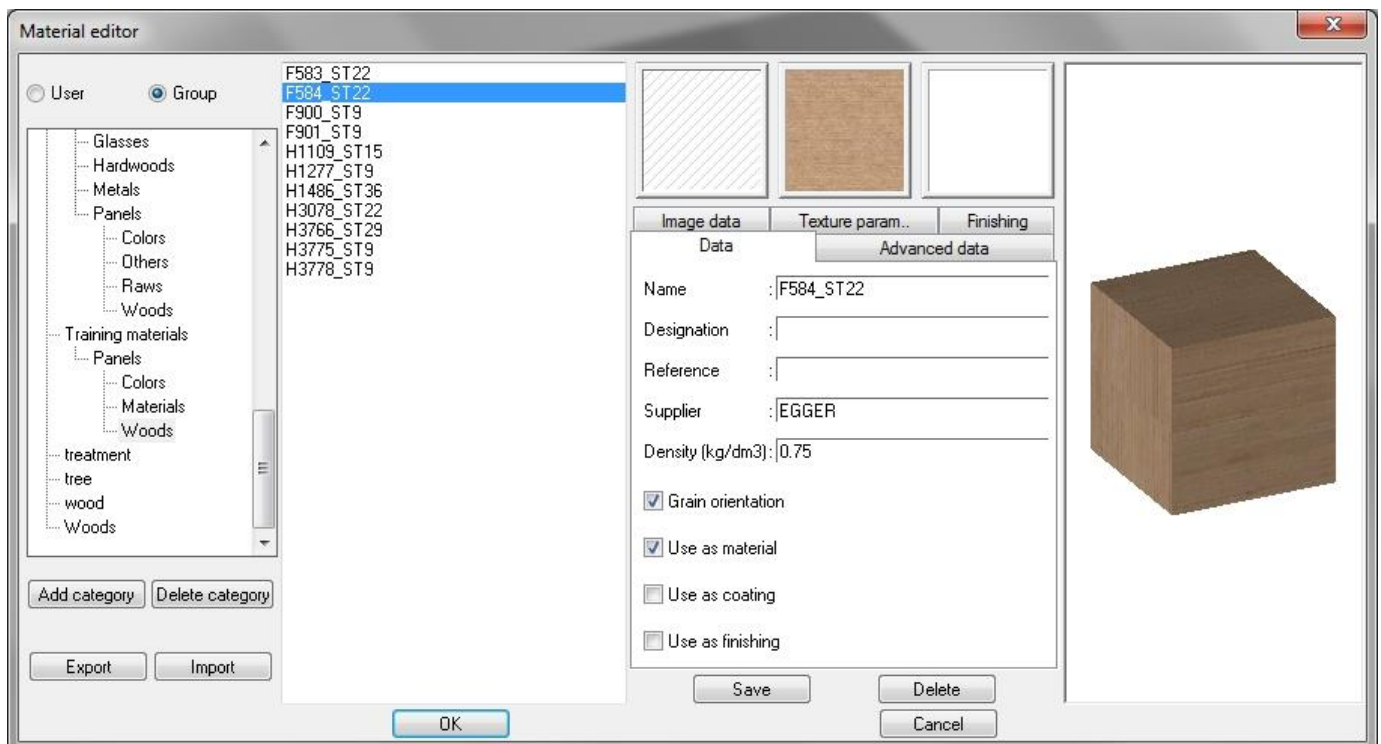 Material editor
User
Group
Glasses
Hardwoods
Metals
Panels
Colors
Others
Raws
Woods
Training materials
Panels
Colors
Materials
Woods
treatment
tree
wood
Woods
Add category
Delete category
Export
Import
F583_ST22
F584_ST22
F900_ST9
F901_ST9
H1109_ST15
H1277_ST9
H1486_ST36
H3078_ST22
H3766_ST29
H3775_ST9
H3778_ST9
Image data
Texture param..
Finishing
Data
Advanced data
Name : F584_ST22
Designation :
Reference :
Supplier : EGGER
Density (kg/dm3) : 0.75
Grain orientation
Use as material
Use as coating
Use as finishing
Save
Delete
OK
Cancel